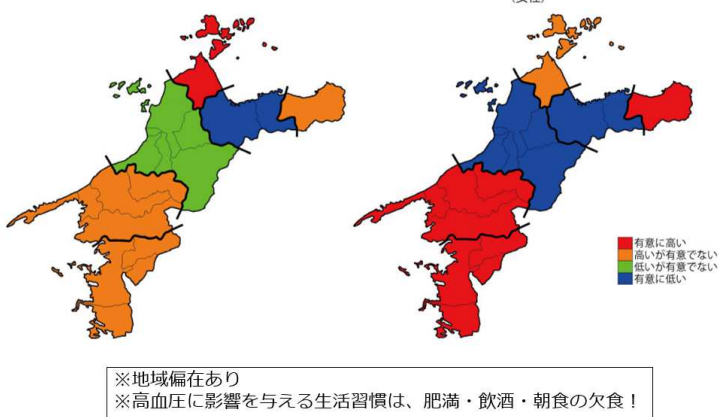 (女性)
有意に高い
高いが有意でない
低いが有意でない
有意に低い
※地域偏在あり
※高血圧に影響を与える生活習慣は、肥満・飲酒・朝食の欠食！